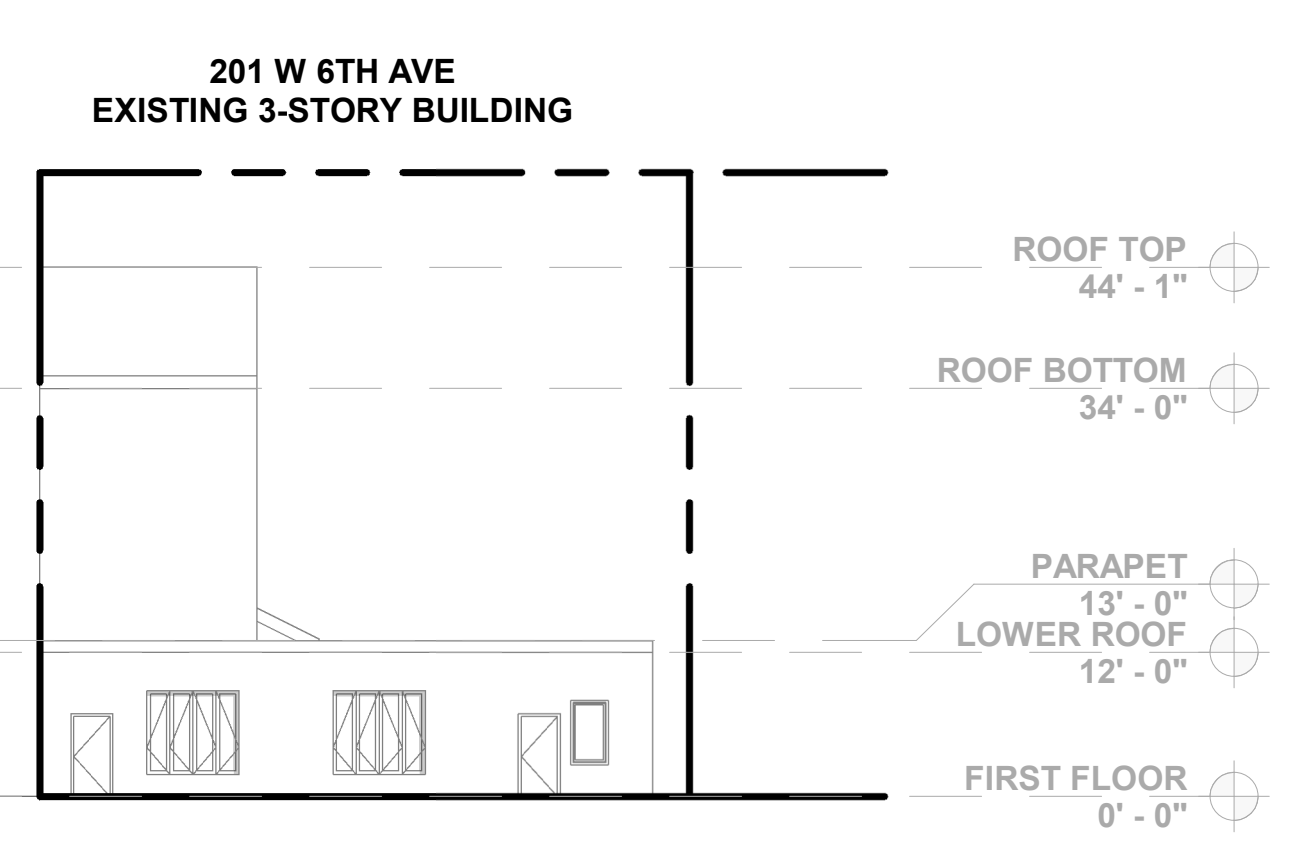 201 W 6TH AVE
EXISTING 3-STORY BUILDING
ROOF TOP
44' - 1"
ROOF BOTTOM
34' - 0"
PARAPET
13' - 0"
LOWER ROOF
12' - 0"
FIRST FLOOR
0' - 0"